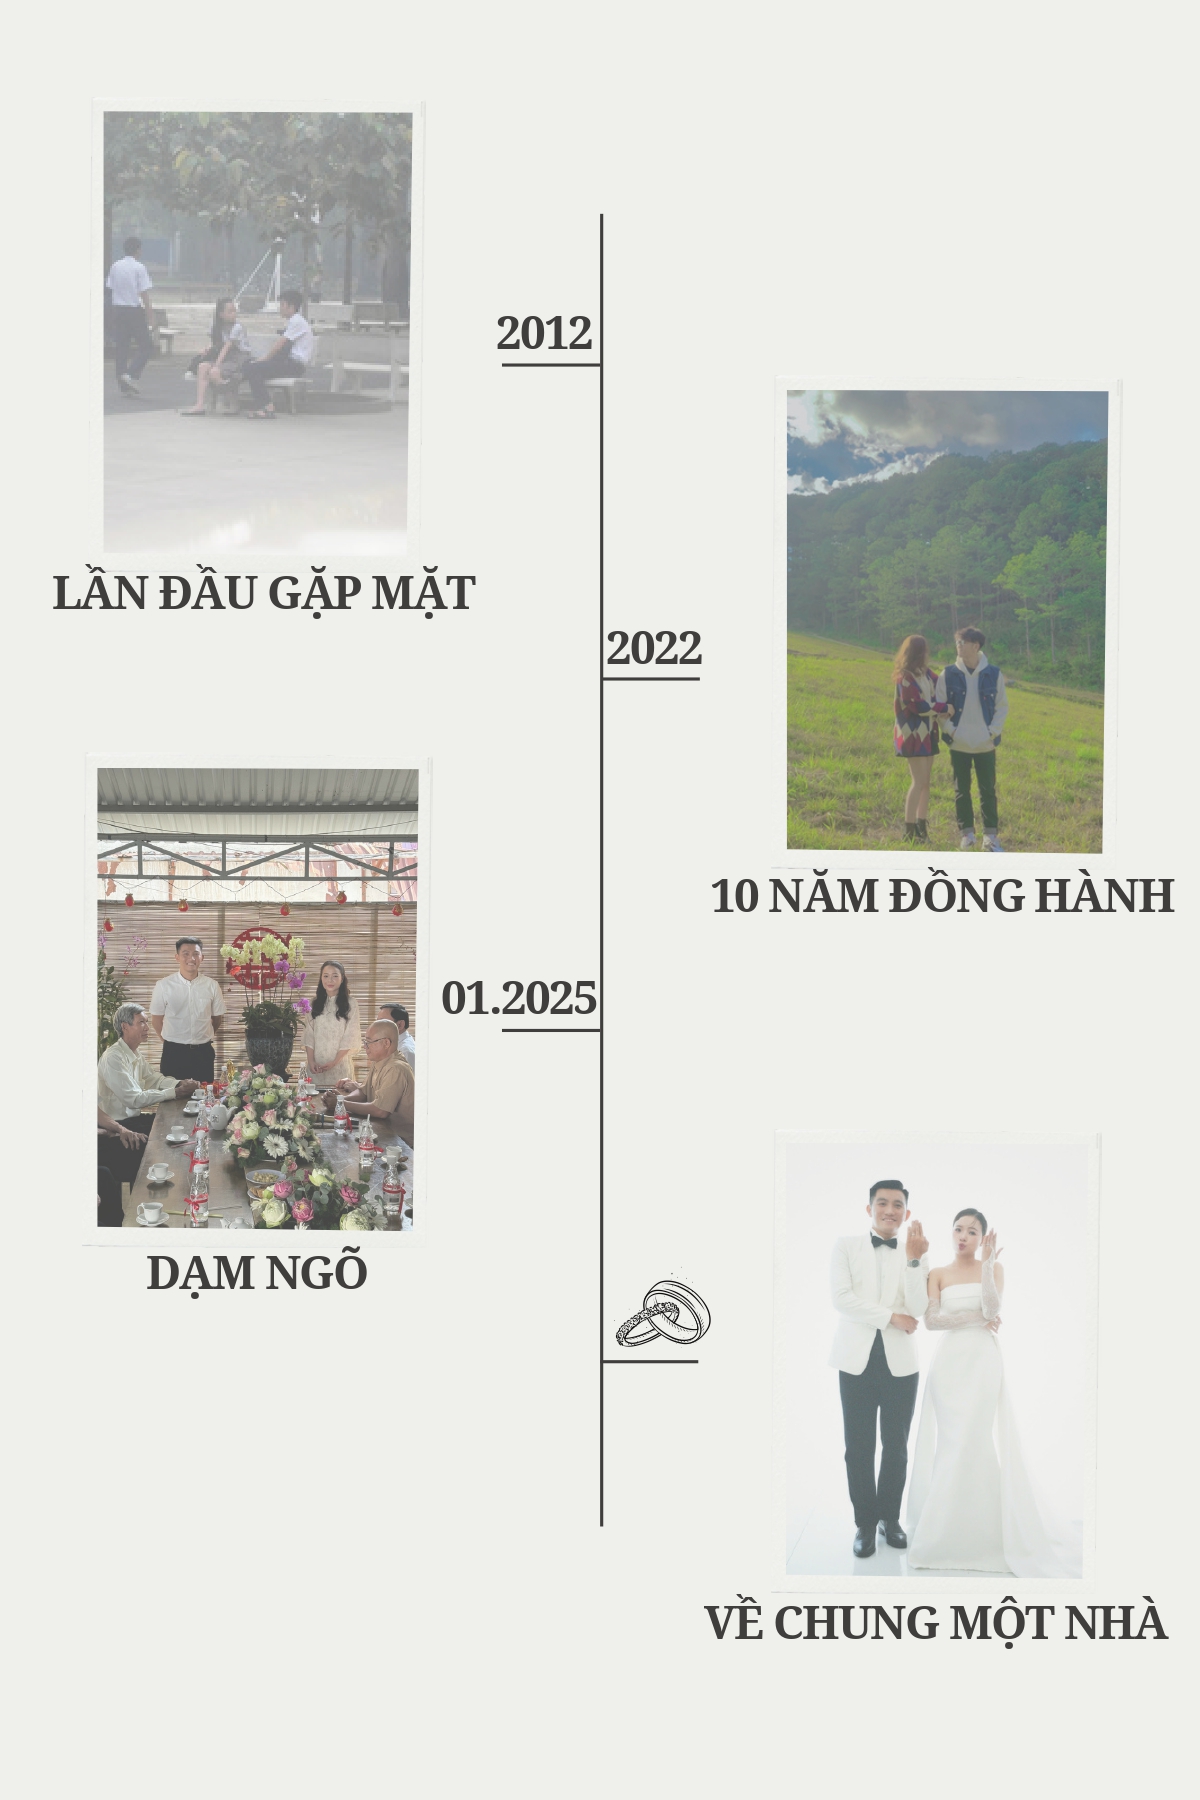 2012
LẦN ĐẦU GẶP MẶT
2022
10 NĂM ĐỒNG HÀNH
01.2025
DẠM NGÕ
VỀ CHUNG MỘT NHÀ